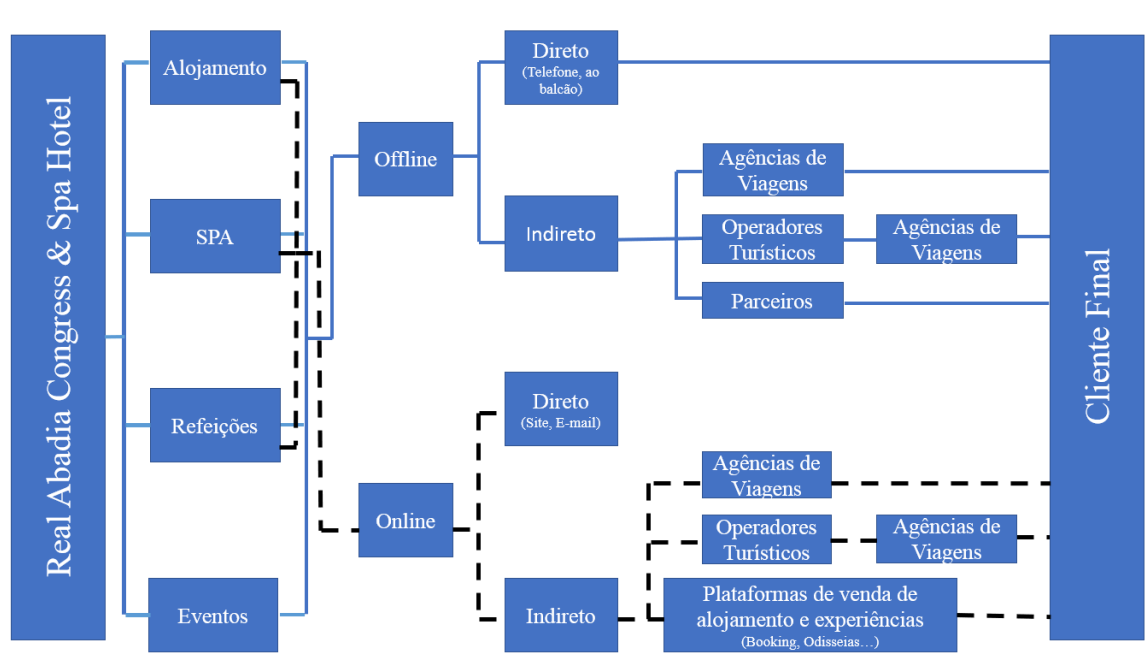 Real Abadia Congress & Spa Hotel
Alojamento
SPA
Refeições
Eventos
Offline
Online
Direto
(Telefone, ao
balcão)
Indireto
Agências de
Viagens
Operadores
Turísticos
Agências de
Viagens
Parceiros
Direto
(Site, E-mail)
Indireto
Agências de
Viagens
Operadores
Turísticos
Agências de
Viagens
Plataformas de venda de
alojamento e experiências
(Booking, Odisseias…)
Cliente Final